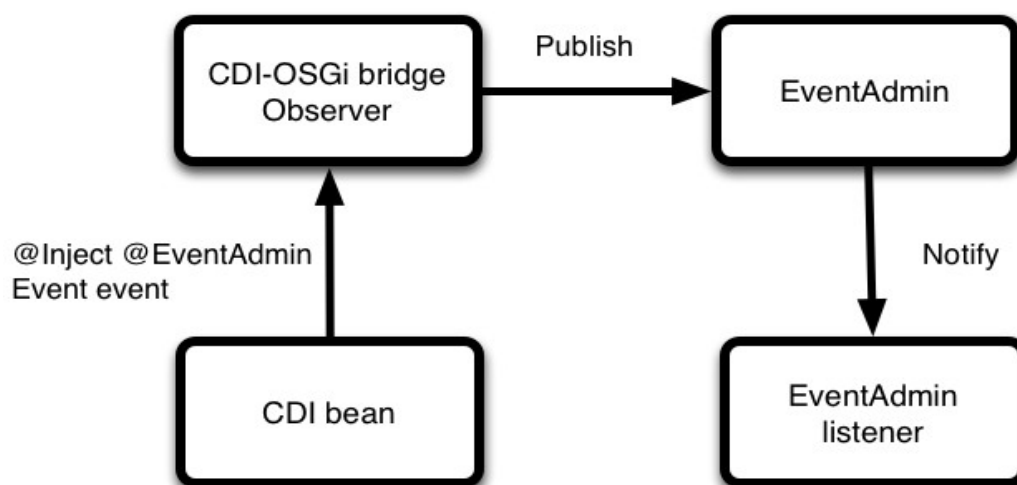 Publish
CDI-OSGi bridge
Observer
EventAdmin
@Inject @EventAdmin
Event event
Notify
CDI bean
EventAdmin
listener